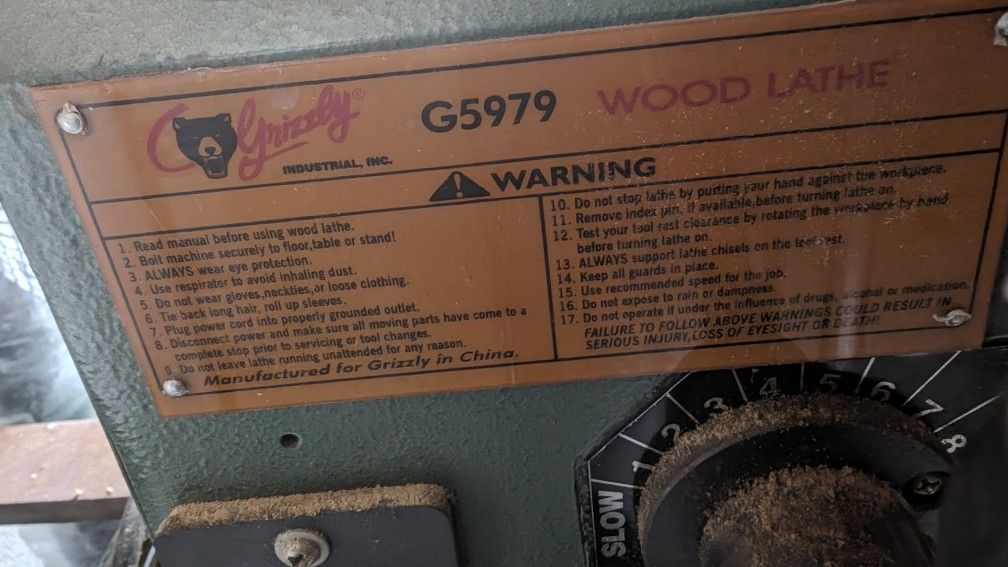 Grizzly®
INDUSTRIAL, INC.
G5979 WOOD LATHE
WARNING
1. Read manual before using wood lathe.
2. Bolt machine securely to floor,table or stand!
3. ALWAYS wear eye protection.
4. Use respirator to avoid inhaling dust.
5. Do not wear gloves,neckties,or loose clothing.
6. Tie back long hair, roll up sleeves.
7. Plug power cord into properly grounded outlet.
8. Disconnect power and make sure all moving parts have come to a
complete stop prior to servicing or tool changes.
9. Do not leave lathe running unattended for any reason.
Manufactured for Grizzly in China.
10. Do not stop lathe by putting your hand against the workpiece.
11. Remove index pin, if available,before turning lathe on.
12. Test your tool rest clearance by rotating the workpiece by hand
before turning lathe on.
13. ALWAYS support lathe chisels on the tool rest.
14. Keep all guards in place.
15. Use recommended speed for the job.
16. Do not expose to rain or dampness.
17. Do not operate if under the influence of drugs, alcohol or medication.
FAILURE TO FOLLOW ABOVE WARNINGS COULD RESULT IN
SERIOUS INJURY,LOSS OF EYESIGHT OR DEATH!
SLOW 1 2 3 4 5 6 7 8